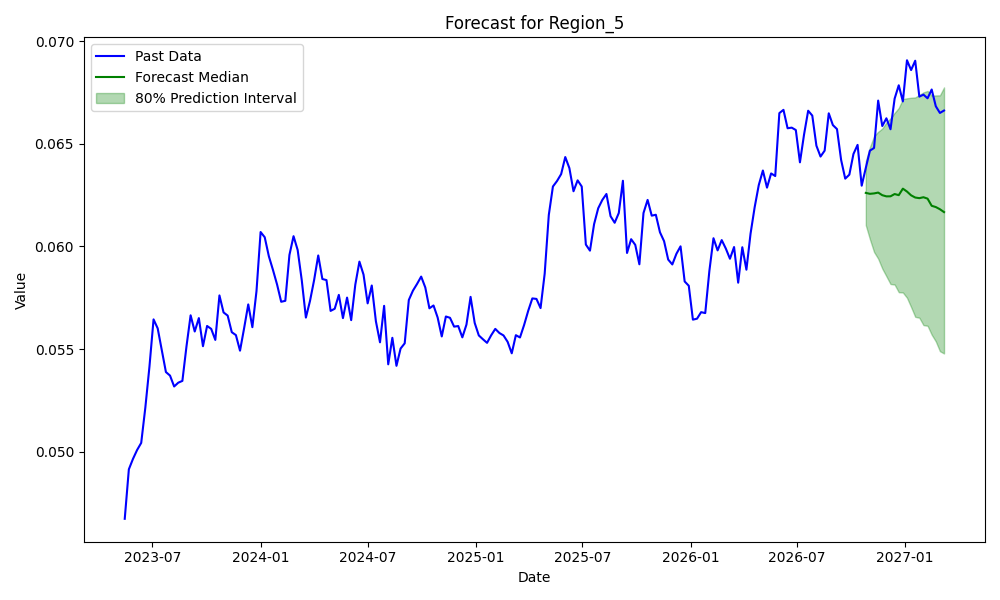 Forecast for Region_5
Past Data
Forecast Median
80% Prediction Interval
Value
0.070
0.065
0.060
0.055
0.050
2023-07 2024-01 2024-07 2025-01 2025-07 2026-01 2026-07 2027-01
Date